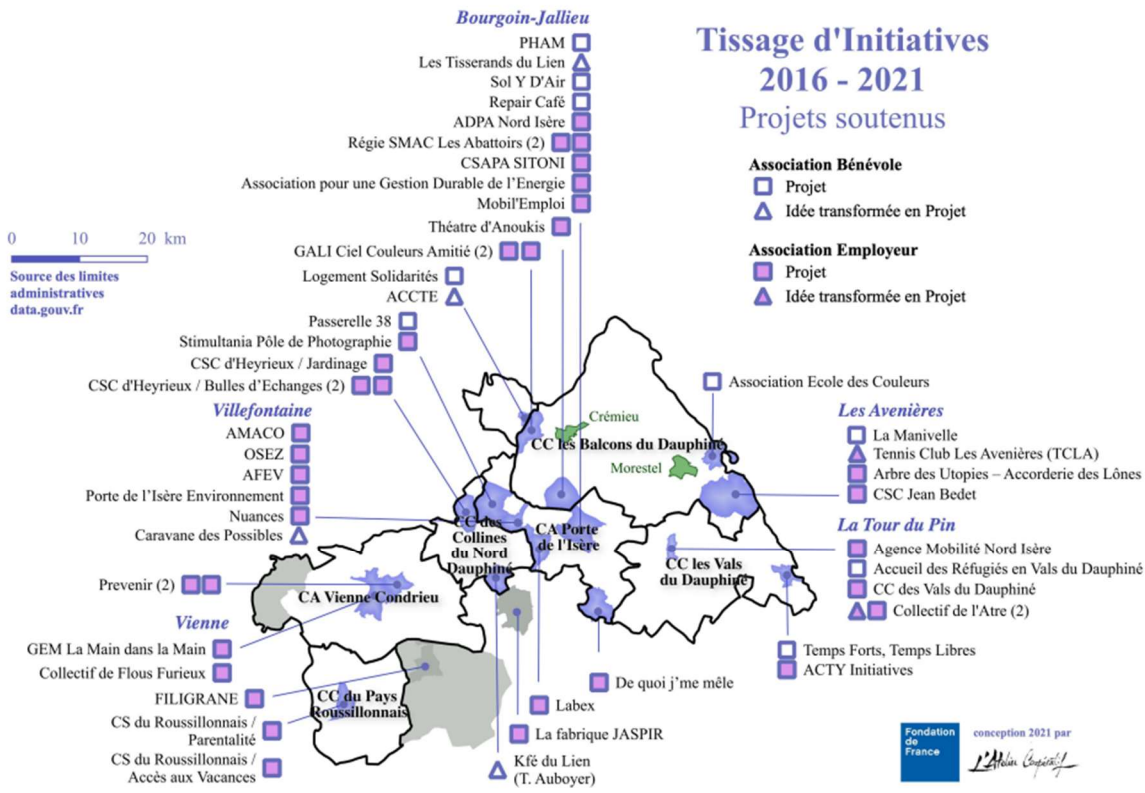 Bourgoin-Jallieu
PHAM
Les Tisserands du Lien
Sol Y D'Air
Repair Café
ADPA Nord Isère
Régie SMAC Les Abattoirs (2)
CSAPA SITONI
Association pour une Gestion Durable de l'Energie
Mobil'Emploi
Théatre d'Anoukis
GALI Ciel Couleurs Amitié (2)
Logement Solidarités
ACCTE
Passerelle 38
Stimultania Pôle de Photographie
CSC d'Heyrieux / Jardinage
CSC d'Heyrieux / Bulles d'Echanges (2)
Tissage d'Initiatives
2016 - 2021
Projets soutenus
Association Bénévole
Projet
Idée transformée en Projet
Association Employeur
Projet
Idée transformée en Projet
0 10 20 km
Source des limites
administratives
data.gouv.fr
Villefontaine
AMACO
OSEZ
AFEV
Porte de l'Isère Environnement
Nuances
Caravane des Possibles
Prevenir (2)
Vienne
GEM La Main dans la Main
Collectif de Flous Furieux
FILIGRANE
CS du Roussillonnais /
Parentalité
CS du Roussillonnais /
Accès aux Vacances
Crémieu
CC les Balcons du Dauphiné
Morestel
CC des
Collines
du Nord
Dauphiné
CA Porte
de l'Isère
CC les Vals
du Dauphiné
CA Vienne Condrieu
CC du Pays
Roussillonnais
Association Ecole des Couleurs
Les Avenières
La Manivelle
Tennis Club Les Avenières (TCLA)
Arbre des Utopies – Accorderie des Lônes
CSC Jean Bedet
La Tour du Pin
Agence Mobilité Nord Isère
Accueil des Réfugiés en Vals du Dauphiné
CC des Vals du Dauphiné
Collectif de l'Atre (2)
Temps Forts, Temps Libres
ACTY Initiatives
De quoi j'me mêle
Labex
La fabrique JASPIR
Kfé du Lien
(T. Auboyer)
Fondation
de
France
conception 2021 par
L'Atelier Coopératif